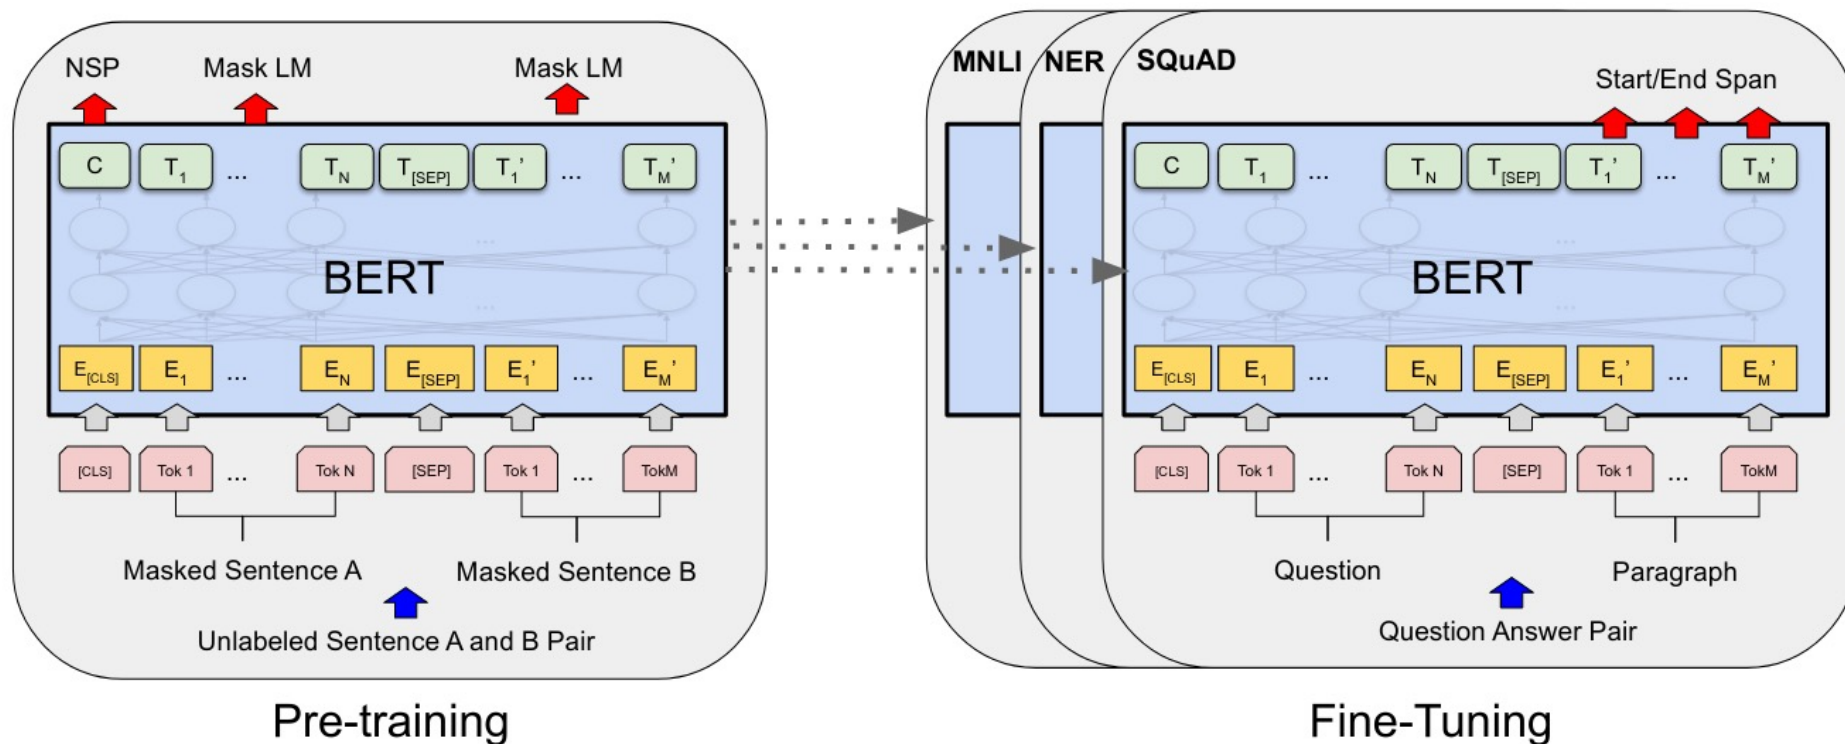 NSP Mask LM Mask LM
C T1 ... TN T[SEP] T1' ... TM'
BERT
E[CLS] E1 ... EN E[SEP] E1' ... EM'
[CLS] Tok 1 ... Tok N [SEP] Tok 1 ... TokM
Masked Sentence A Masked Sentence B
Unlabeled Sentence A and B Pair
Pre-training
MNLI NER SQuAD
Start/End Span
C T1 ... TN T[SEP] T1' ... TM'
BERT
E[CLS] E1 ... EN E[SEP] E1' ... EM'
[CLS] Tok 1 ... Tok N [SEP] Tok 1 ... TokM
Question Paragraph
Question Answer Pair
Fine-Tuning